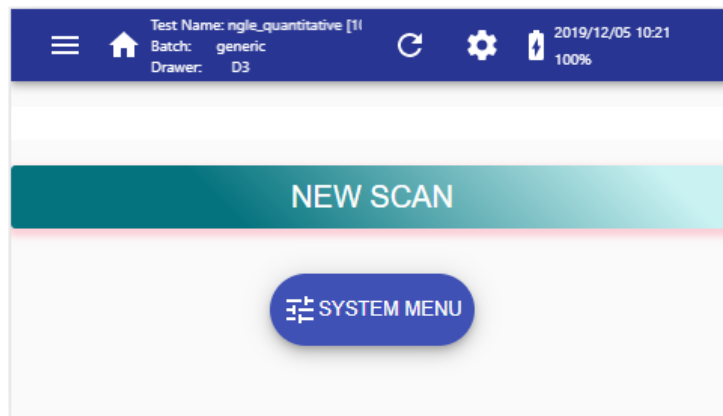 Test Name: ngle_quantitative [1(
Batch: generic
Drawer: D3
2019/12/05 10:21
100%
NEW SCAN
SYSTEM MENU